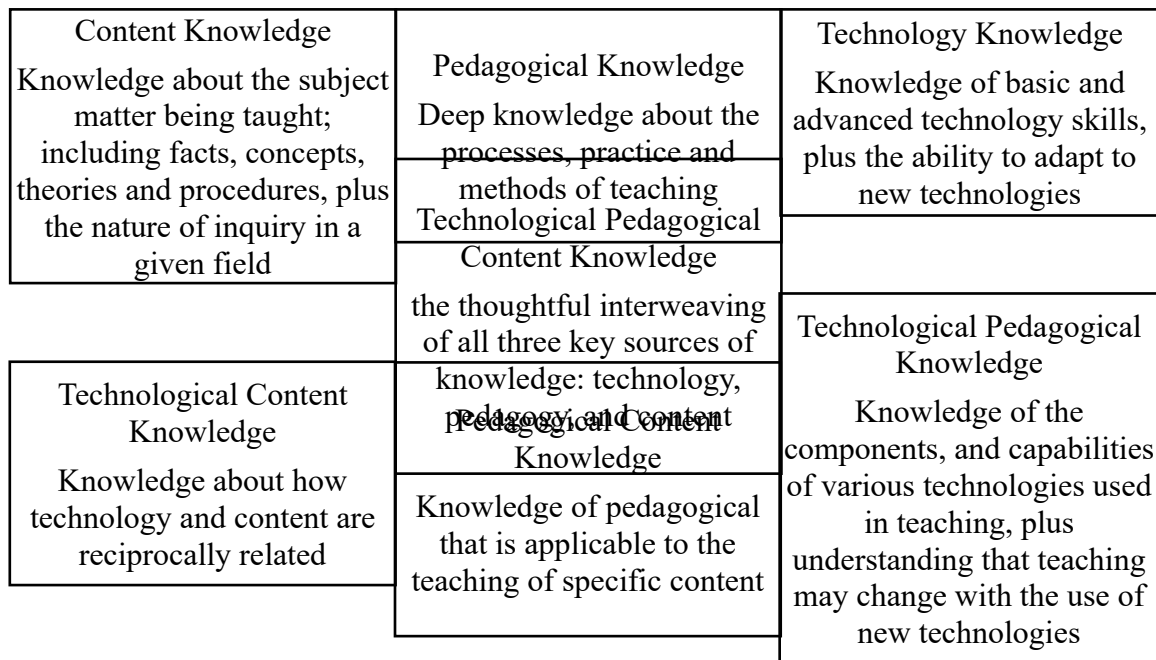 Content Knowledge
Knowledge about the subject
matter being taught;
including facts, concepts,
theories and procedures, plus
the nature of inquiry in a
given field
Pedagogical Knowledge
Deep knowledge about the
processes, practice and
methods of teaching
Technology Knowledge
Knowledge of basic and
advanced technology skills,
plus the ability to adapt to
new technologies
Technological Pedagogical
Content Knowledge
the thoughtful interweaving
of all three key sources of
knowledge: technology,
pedagogy, and content
Technological Content
Knowledge
Knowledge about how
technology and content are
reciprocally related
Pedagogical Content
Knowledge
Knowledge of pedagogical
that is applicable to the
teaching of specific content
Technological Pedagogical
Knowledge
Knowledge of the
components, and capabilities
of various technologies used
in teaching, plus
understanding that teaching
may change with the use of
new technologies